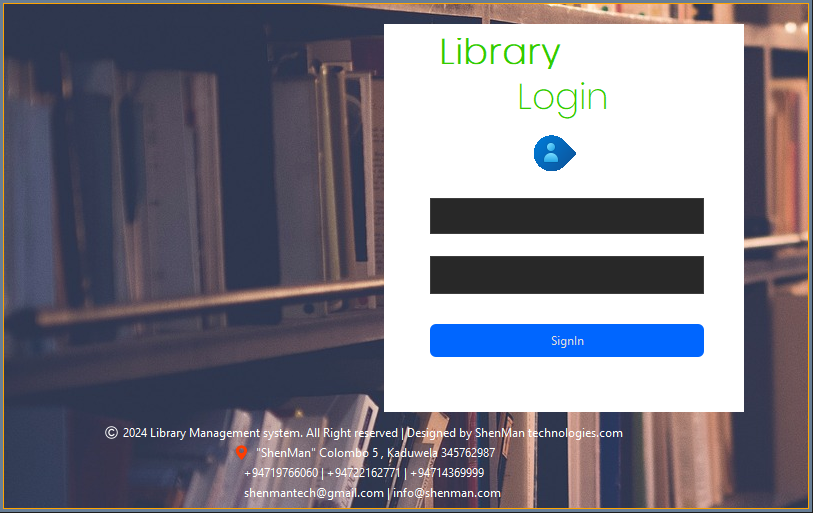 Library
Login
SignIn
© 2024 Library Management system. All Right reserved | Designed by ShenMan technologies.com
"ShenMan" Colombo 5 , Kaduwela 345762987
+94719766060 | +94722162771 | +94714369999
shenmantech@gmail.com | info@shenman.com